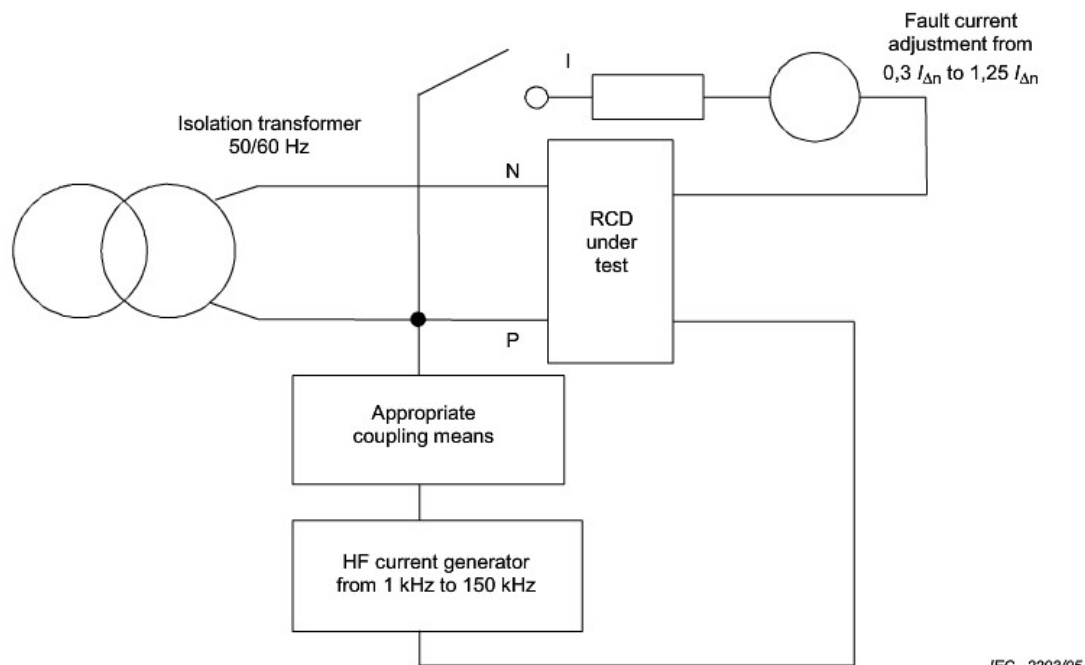 Fault current
adjustment from
0,3 IΔn to 1,25 IΔn
I
Isolation transformer
50/60 Hz
N
RCD
under
test
P
Appropriate
coupling means
HF current generator
from 1 kHz to 150 kHz